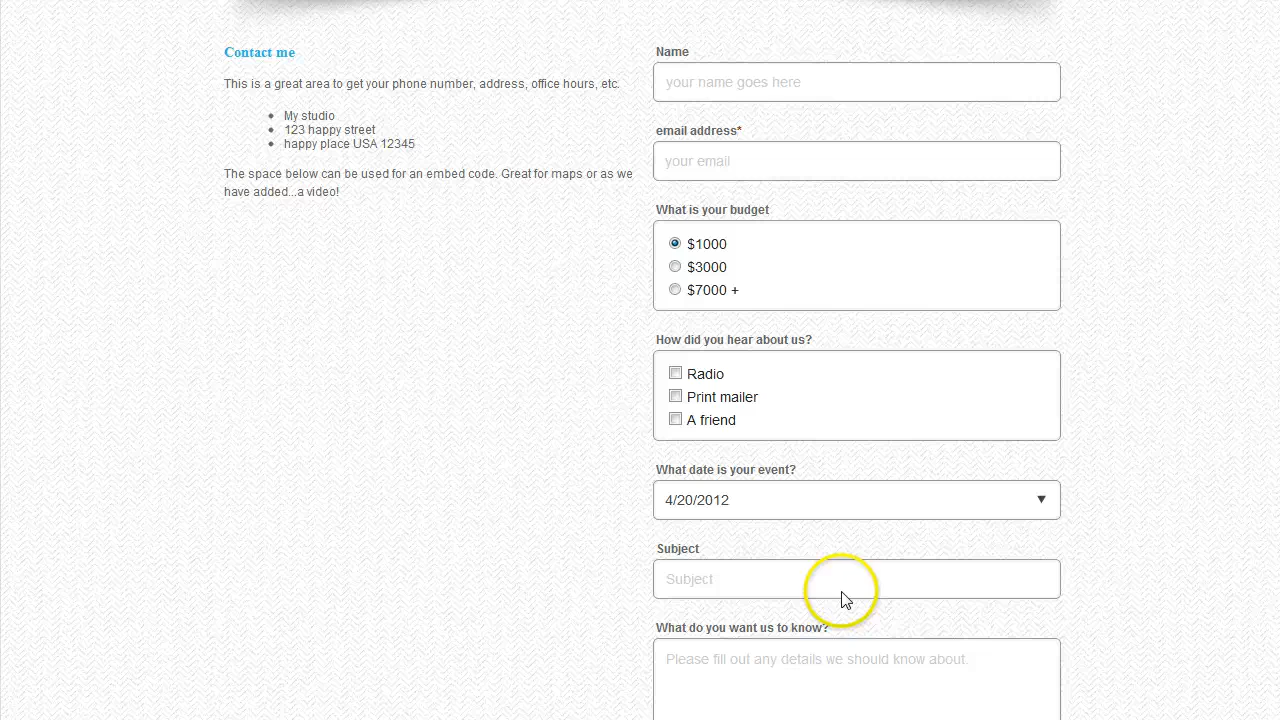 Contact me
This is a great area to get your phone number, address, office hours, etc.
My studio
123 happy street
happy place USA 12345
The space below can be used for an embed code. Great for maps or as we
have added...a video!
Name
your name goes here
email address*
your email
What is your budget
$1000
$3000
$7000 +
How did you hear about us?
Radio
Print mailer
A friend
What date is your event?
4/20/2012
Subject
Subject
What do you want us to know?
Please fill out any details we should know about.